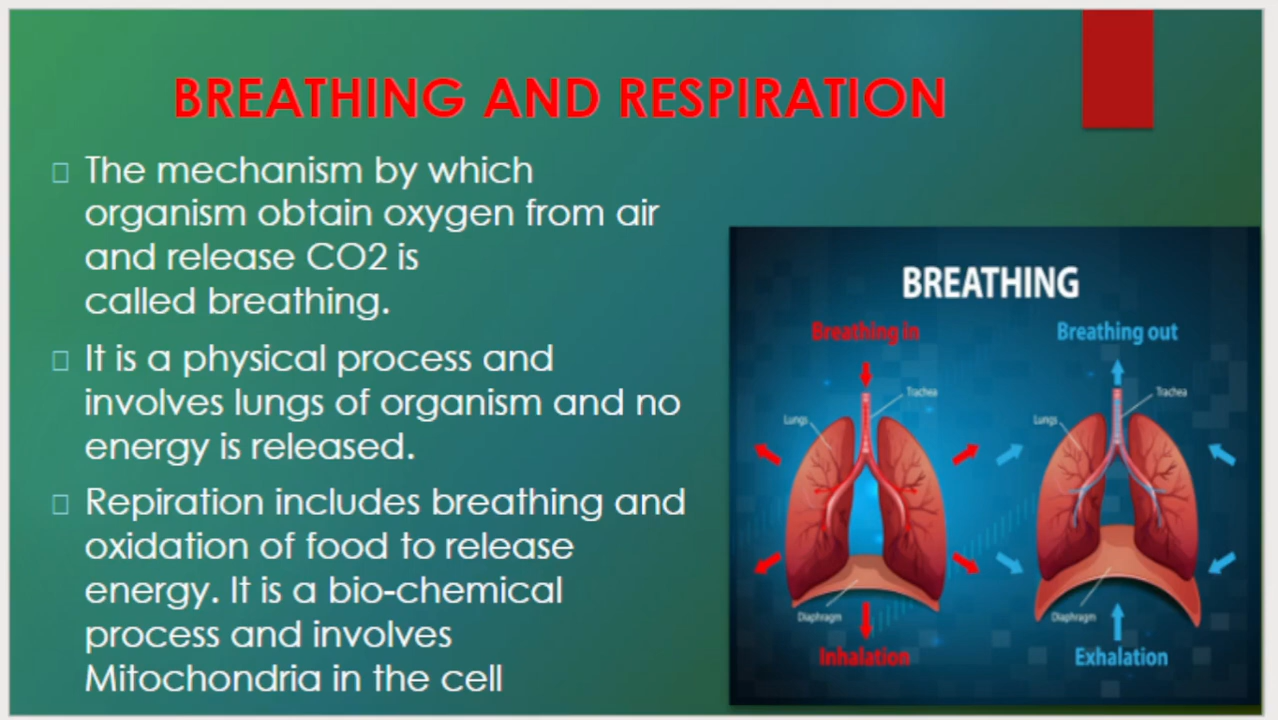 BREATHING AND RESPIRATION
The mechanism by which
organism obtain oxygen from air
and release CO2 is
called breathing.
It is a physical process and
involves lungs of organism and no
energy is released.
Repiration includes breathing and
oxidation of food to release
energy. It is a bio-chemical
process and involves
Mitochondria in the cell
BREATHING
Breathing in
Trachea
Lungs
Diaphragm
Inhalation
Breathing out
Trachea
Lungs
Diaphragm
Exhalation